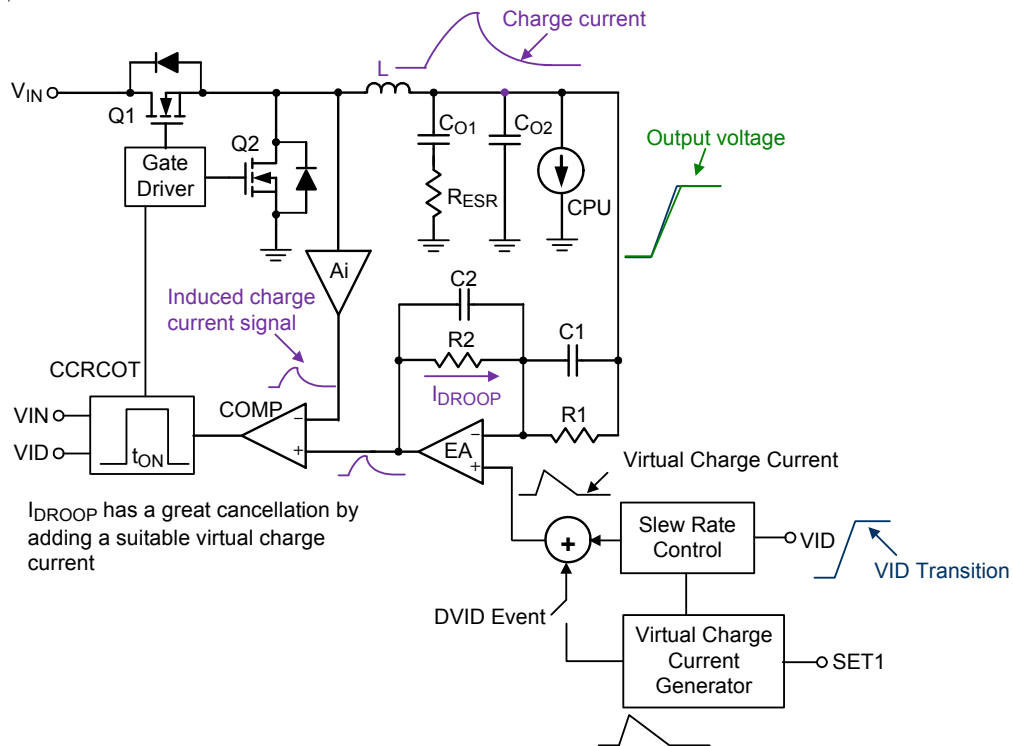 Charge current
L
VIN
Q1
CO1
CO2
Q2
Output voltage
Gate
Driver
RESR
CPU
Ai
C2
Induced charge
current signal
C1
R2
CCRCOT
IDROOP
COMP
VIN
R1
VID
tON
−
+
−
EA
+
Virtual Charge Current
IDROOP has a great cancellation by
adding a suitable virtual charge
current
Slew Rate
Control
+
VID
VID Transition
DVID Event
Virtual Charge
Current
Generator
SET1